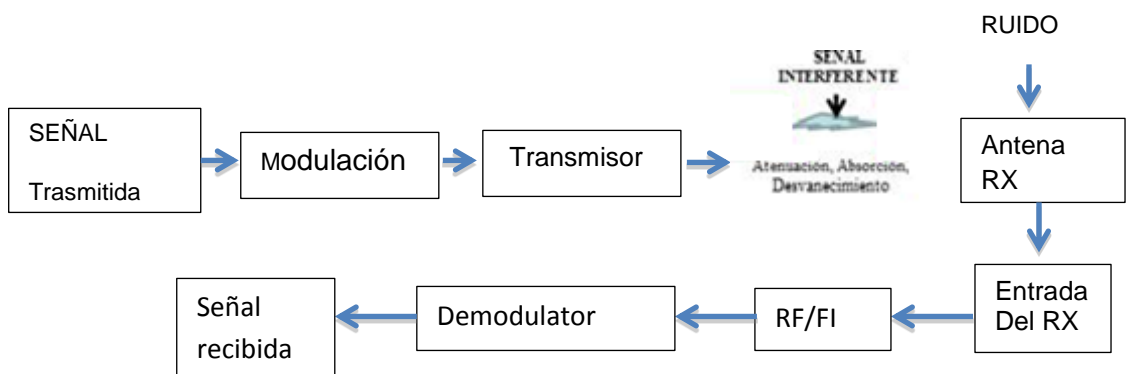 RUIDO
SEÑAL
INTERFERENTE
SEÑAL
Trasmitida
Modulación
Transmisor
Atenuación, Absorción,
Desvanecimiento
Antena
RX
Señal
recibida
Demodulator
RF/FI
Entrada
Del RX